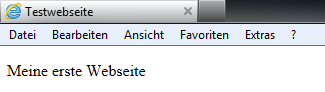 Testwebseite
Datei Bearbeiten Ansicht Favoriten Extras ?
Meine erste Webseite